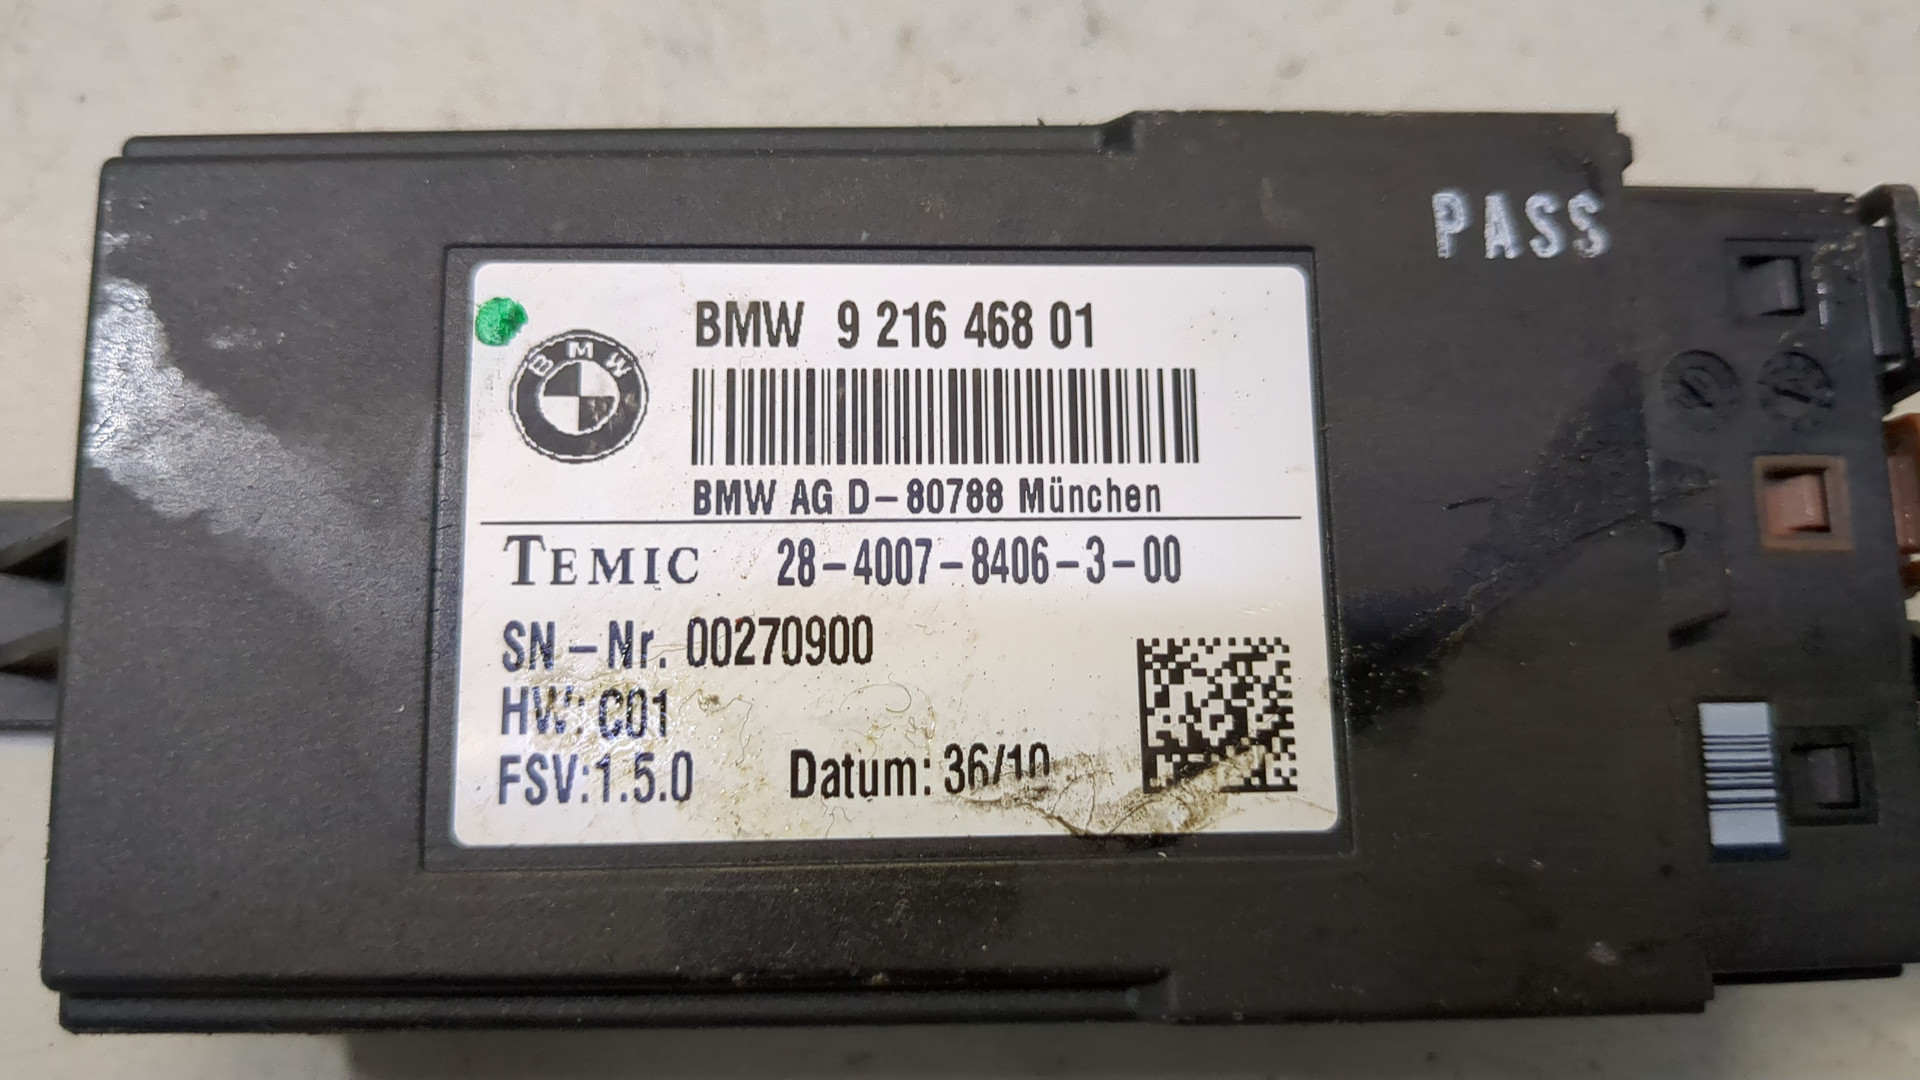 PASS
BMW 9 216 468 01
BMW
BMW AG D-80788 München
TEMIC 28-4007-8406-3-00
SN-Nr. 00270900
HW: C01
FSV:1.5.0 Datum: 36/10